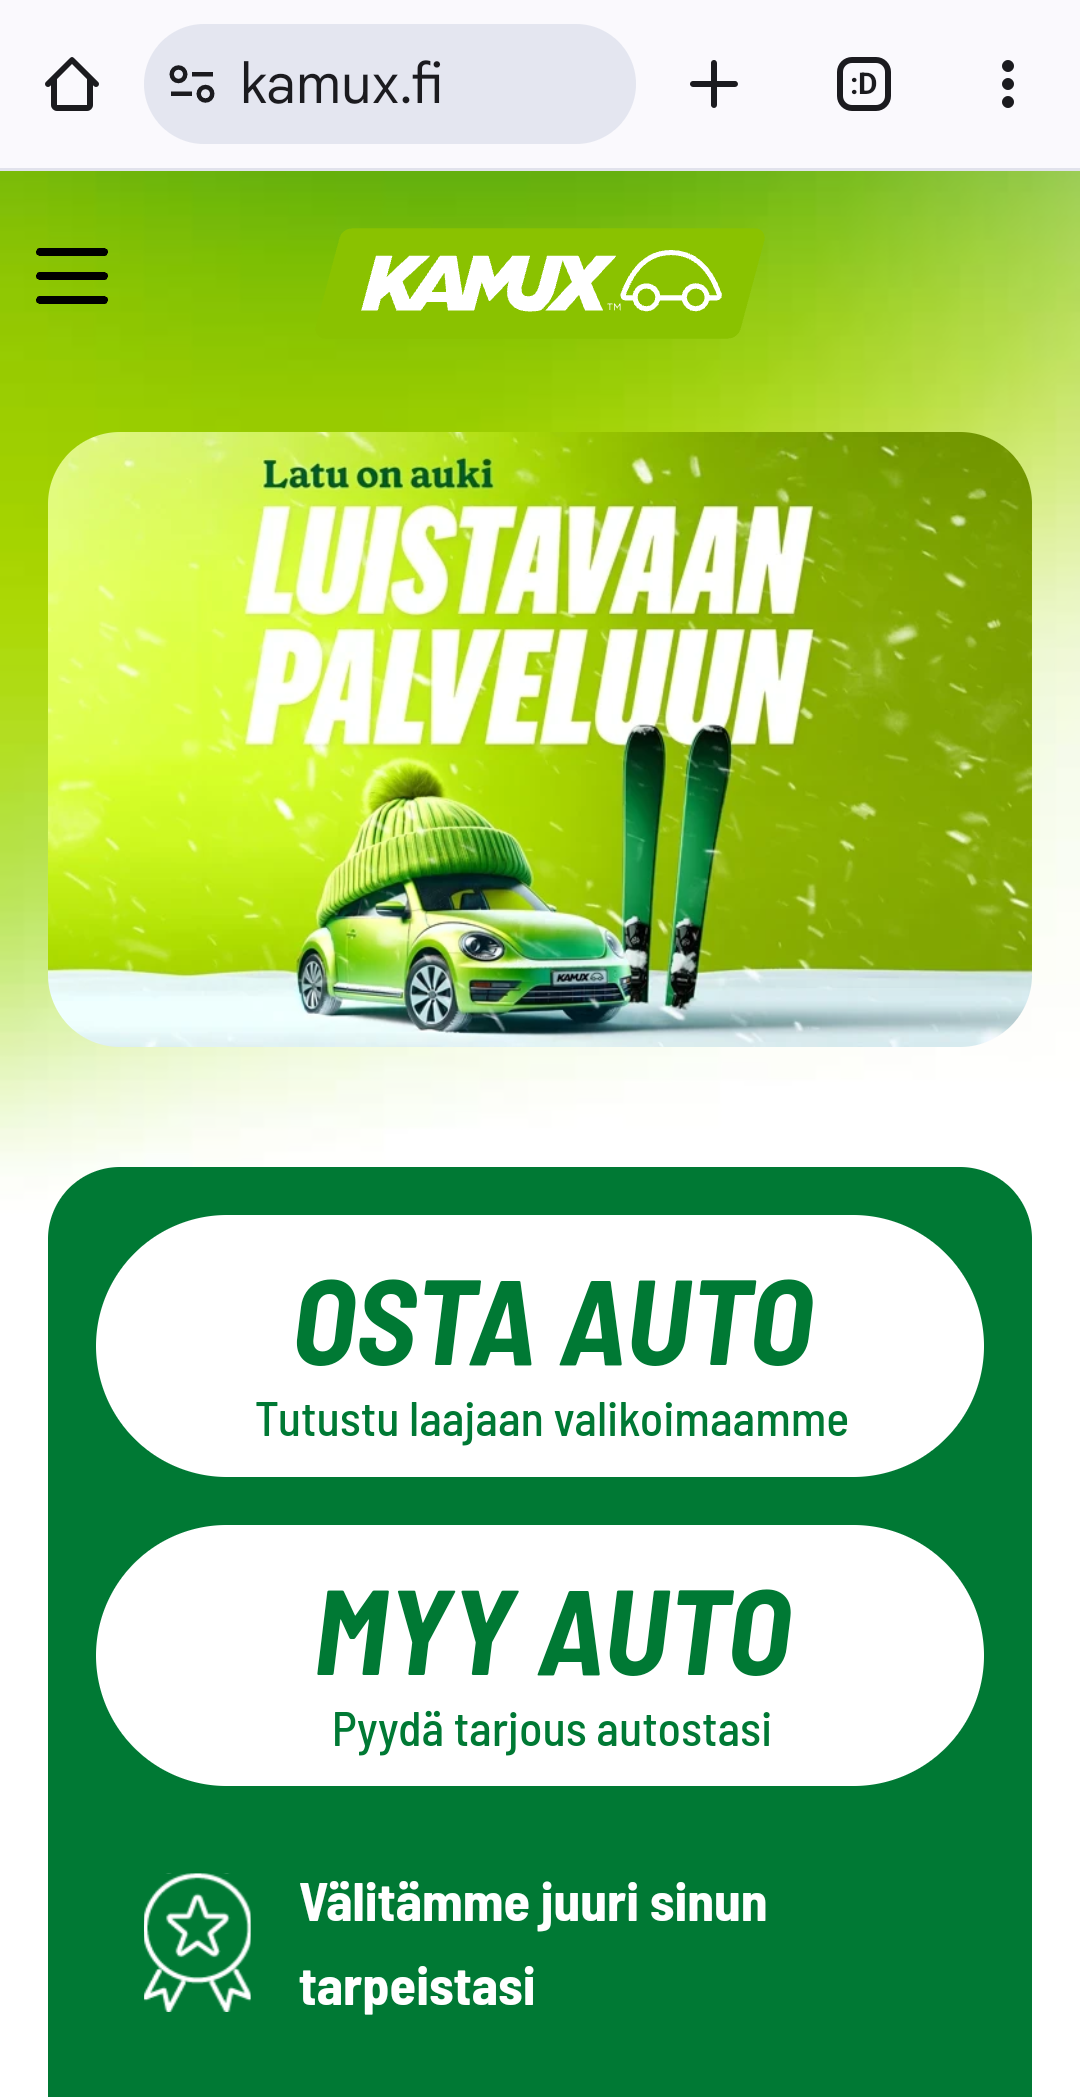 kamux.fi
:D
KAMUX™
Latu on auki
LUISTAVAAN
PALVELUUN
KAMUX
OSTA AUTO
Tutustu laajaan valikoimaamme
MYY AUTO
Pyydä tarjous autostasi
Välitämme juuri sinun
tarpeistasi